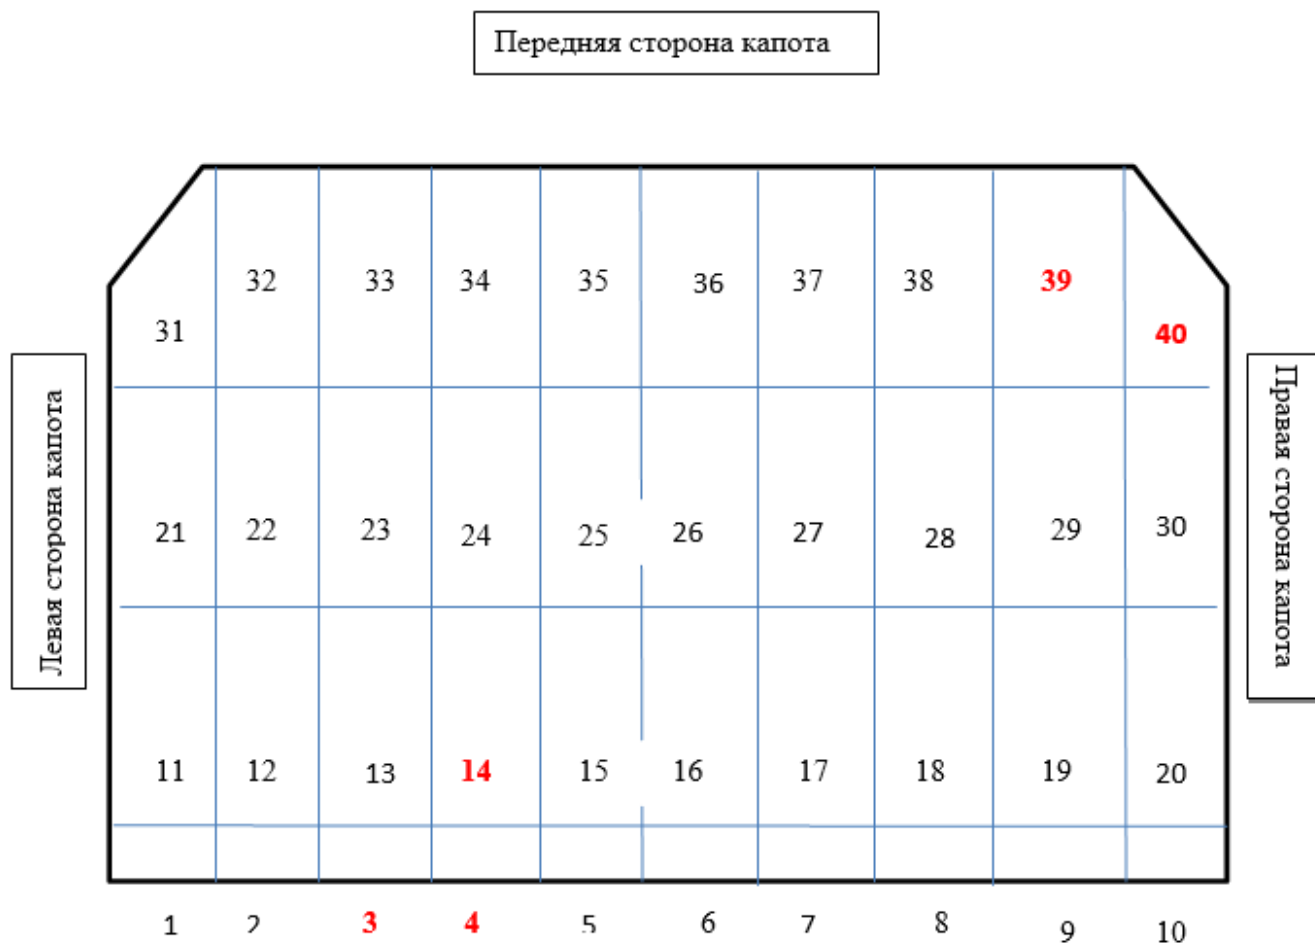 Передняя сторона капота
32 33 34 35 36 37 38 39
31 40
Левая сторона капота
Правая сторона капота
21 22 23 24 25 26 27 28 29 30
11 12 13 14 15 16 17 18 19 20
1 2 3 4 5 6 7 8 9 10